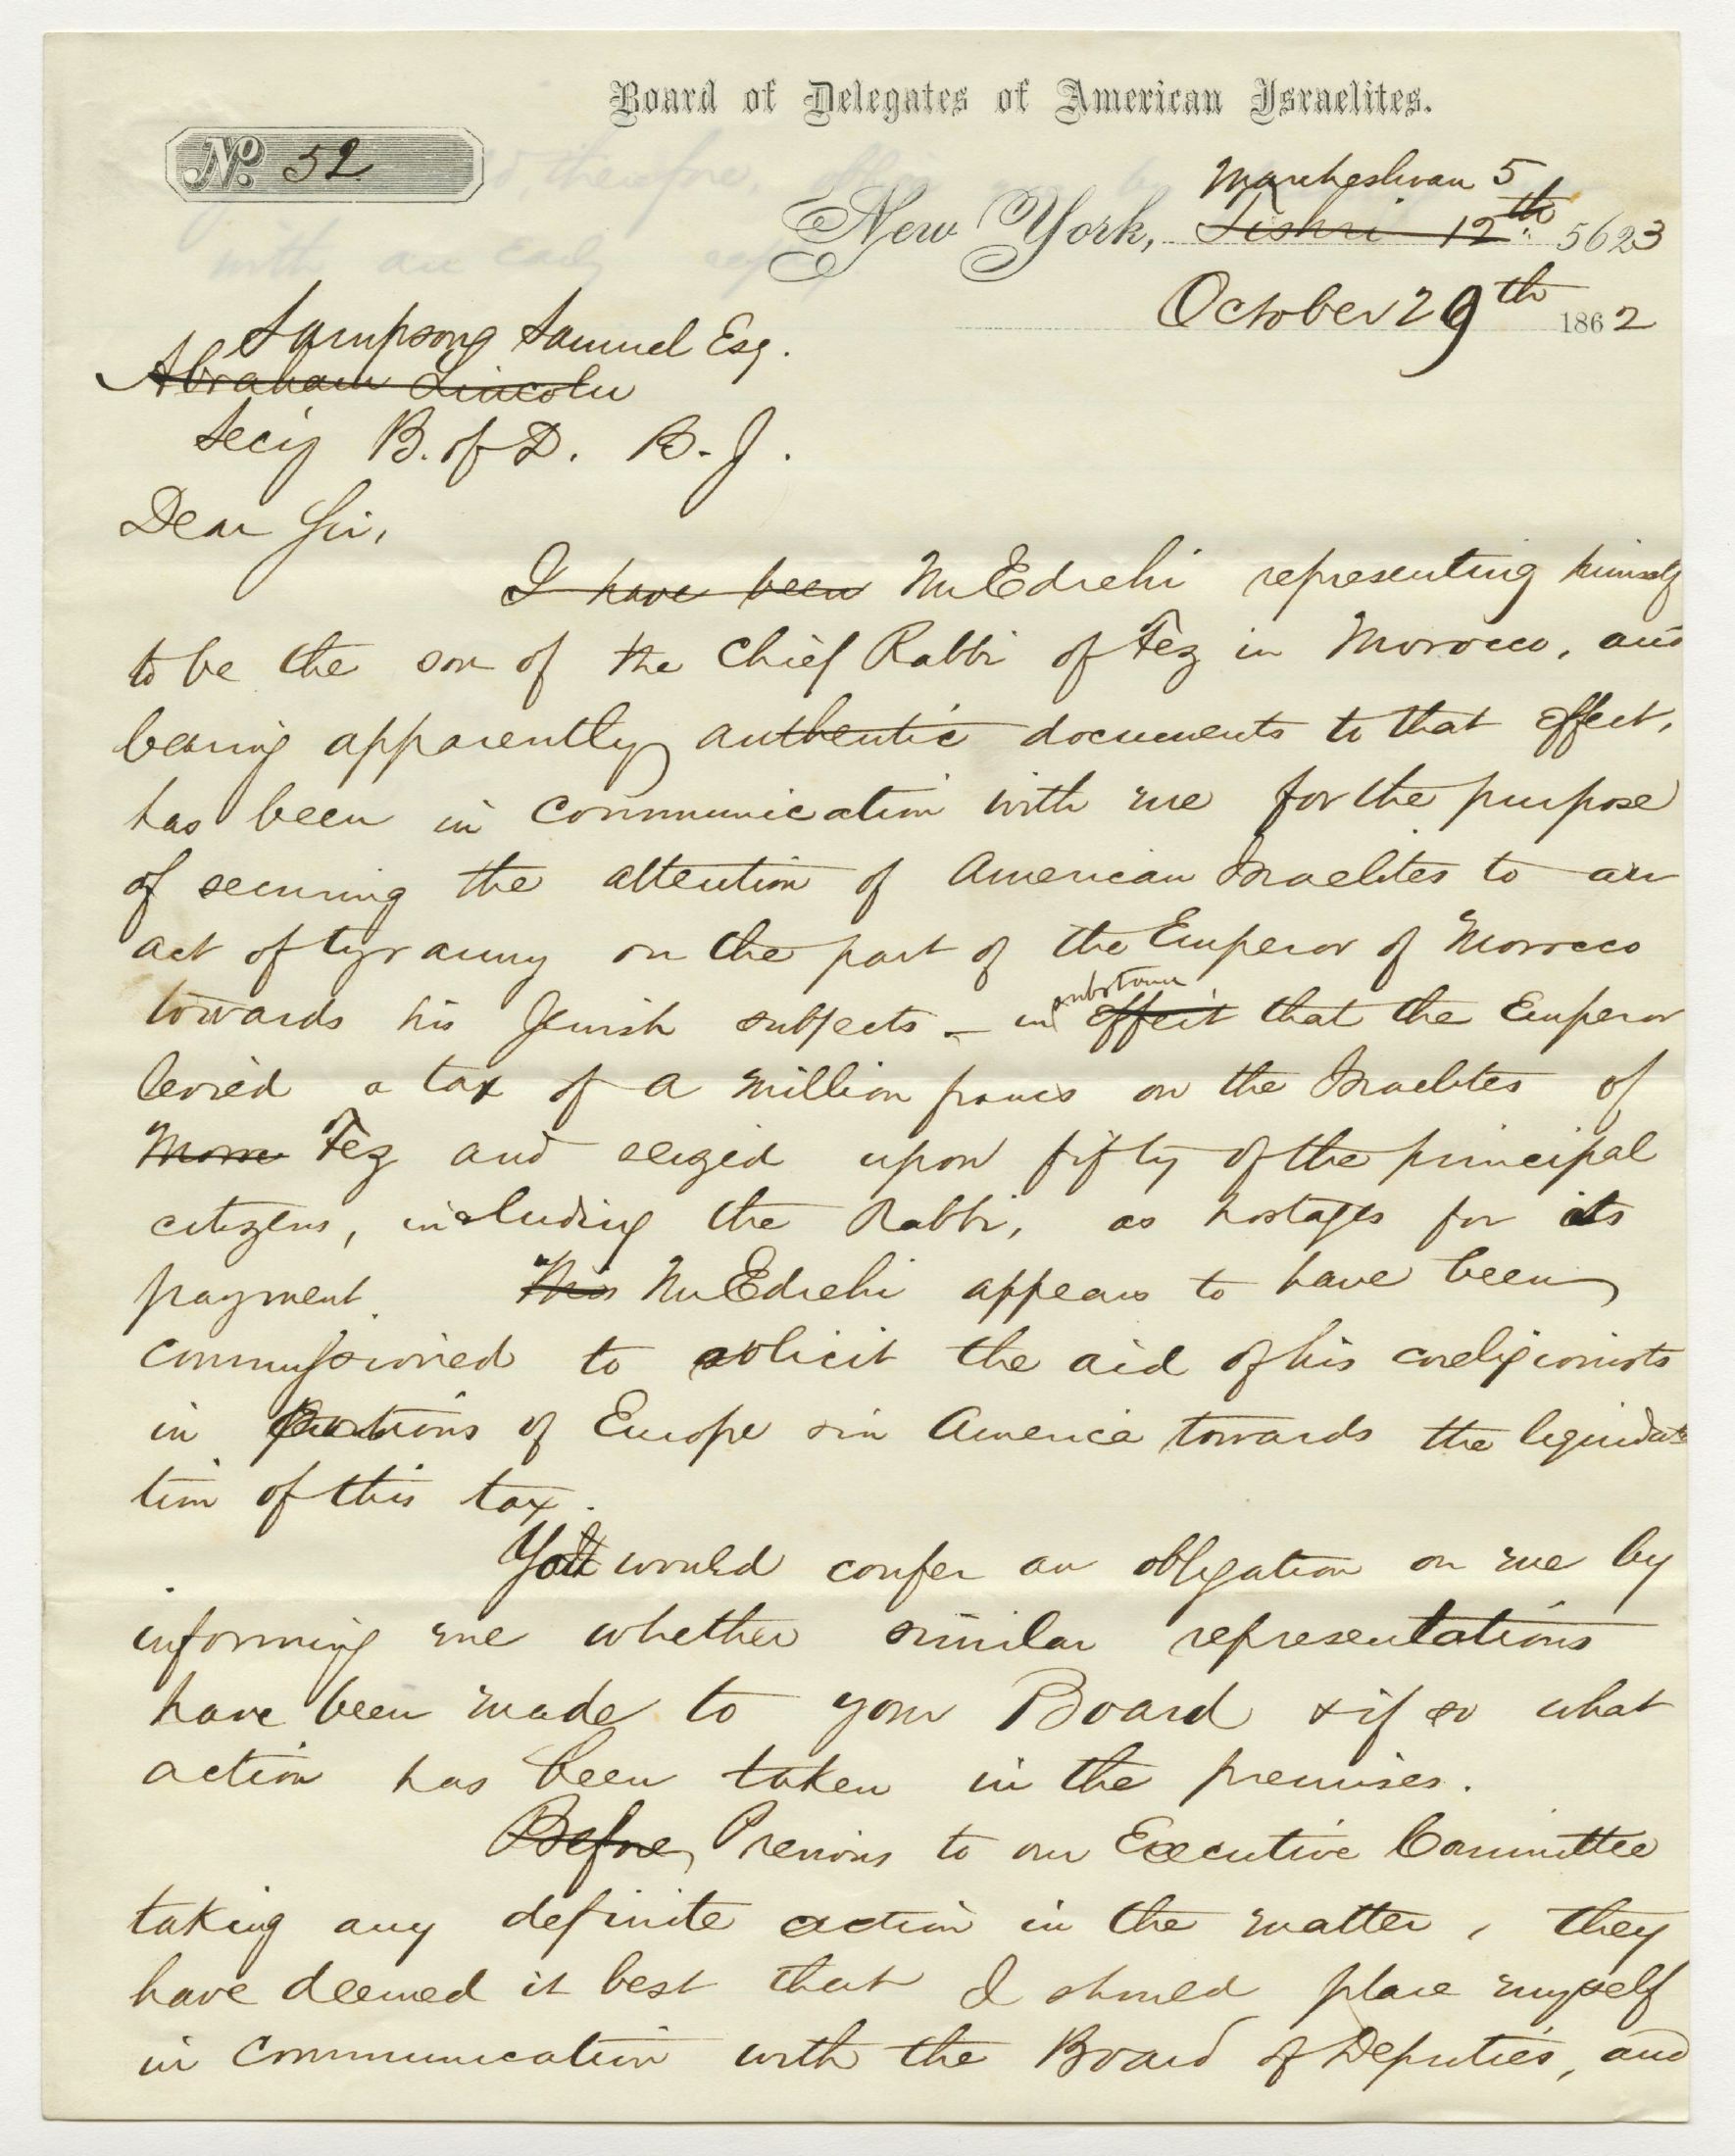 Board of Delegates of American Israelites.
No. 52
Marcheshvan 5
New York, Tishri 12th. 5623
October 29th 1862
Sampson Samuel Esq.
Abraham Lincoln
Secy B. of D. B. J.
Dear Sir,
I have been Mr Edrehi representing himself
to be the son of the Chief Rabbi of Fez in Morocco, and
bearing apparently authentic documents to that effect,
has been in communication with me for the purpose
of securing the attention of American Israelites to an
act of tyranny on the part of the Emperor of Morocco
substance
towards his Jewish subjects - in effect that the Emperor
levied a tax of a million francs on the Israelites of
Moro Fez and seized upon fifty of the principal
citizens, including the Rabbi, as hostages for its
payment. This Mr Edrehi appears to have been
commissioned to solicit the aid of his coreligionists
in portions of Europe & in America towards the liquida
tion of this tax.
You would confer an obligation on me by
informing me whether similar representations
have been made to your Board & if so what
action has been taken in the premises.
Before Previous to our Executive Committee
taking any definite action in the matter, they
have deemed it best that I should place myself
in communication with the Board of Deputies, and